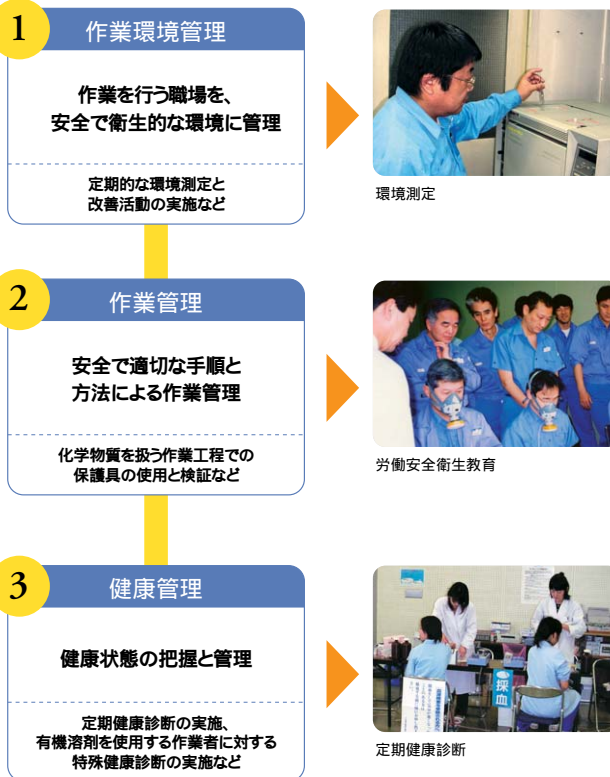 1
作業環境管理
作業を行う職場を、
安全で衛生的な環境に管理
定期的な環境測定と
改善活動の実施など
環境測定
2
作業管理
安全で適切な手順と
方法による作業管理
化学物質を扱う作業工程での
保護具の使用と検証など
労働安全衛生教育
3
健康管理
健康状態の把握と管理
定期健康診断の実施、
有機溶剤を使用する作業者に対する
特殊健康診断の実施など
採血
定期健康診断